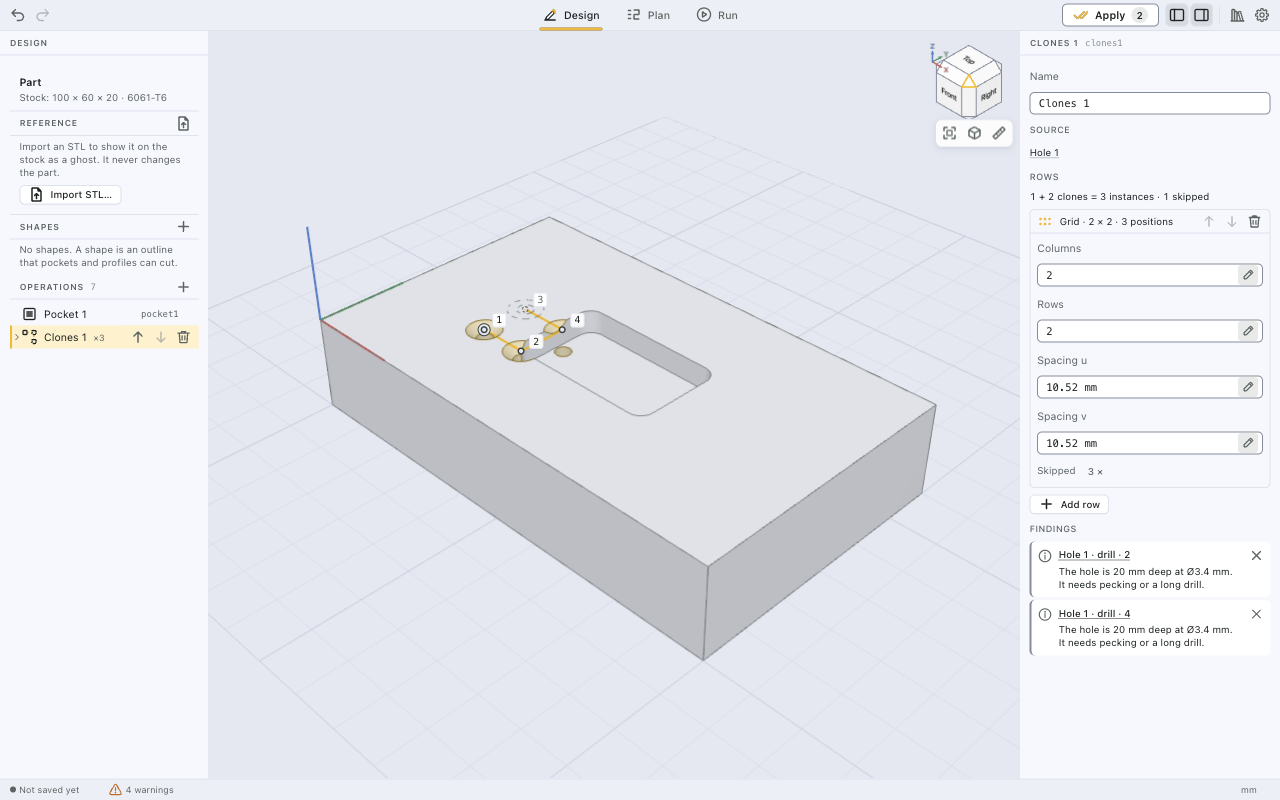 Design
Plan
Run
Apply 2
DESIGN
Part
Stock: 100 × 60 × 20 · 6061-T6
REFERENCE
Import an STL to show it on the
stock as a ghost. It never changes
the part.
Import STL...
SHAPES
No shapes. A shape is an outline
that pockets and profiles can cut.
OPERATIONS 7
Pocket 1 pocket1
Clones 1 ×3
Z
Y
X
Top
Front
Right
3
1
4
2
CLONES 1 clones1
Name
Clones 1
SOURCE
Hole 1
ROWS
1 + 2 clones = 3 instances · 1 skipped
Grid · 2 × 2 · 3 positions
Columns
2
Rows
2
Spacing u
10.52 mm
Spacing v
10.52 mm
Skipped 3 ×
Add row
FINDINGS
Hole 1 · drill · 2
The hole is 20 mm deep at Ø3.4 mm.
It needs pecking or a long drill.
Hole 1 · drill · 4
The hole is 20 mm deep at Ø3.4 mm.
It needs pecking or a long drill.
Not saved yet
4 warnings
mm